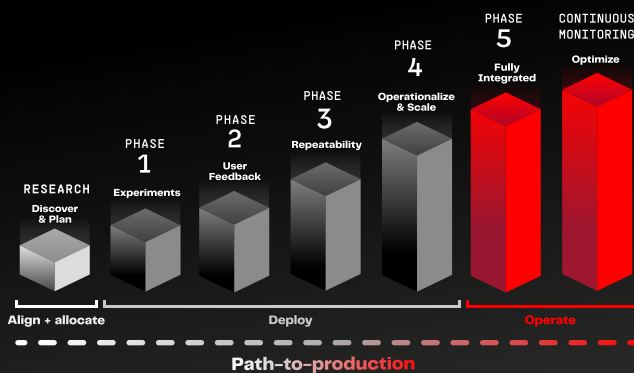 RESEARCH
Discover
& Plan
PHASE
1
Experiments
PHASE
2
User
Feedback
PHASE
3
Repeatability
PHASE
4
Operationalize
& Scale
PHASE
5
Fully
Integrated
CONTINUOUS
MONITORING
Optimize
Align + allocate
Deploy
Operate
Path-to-production